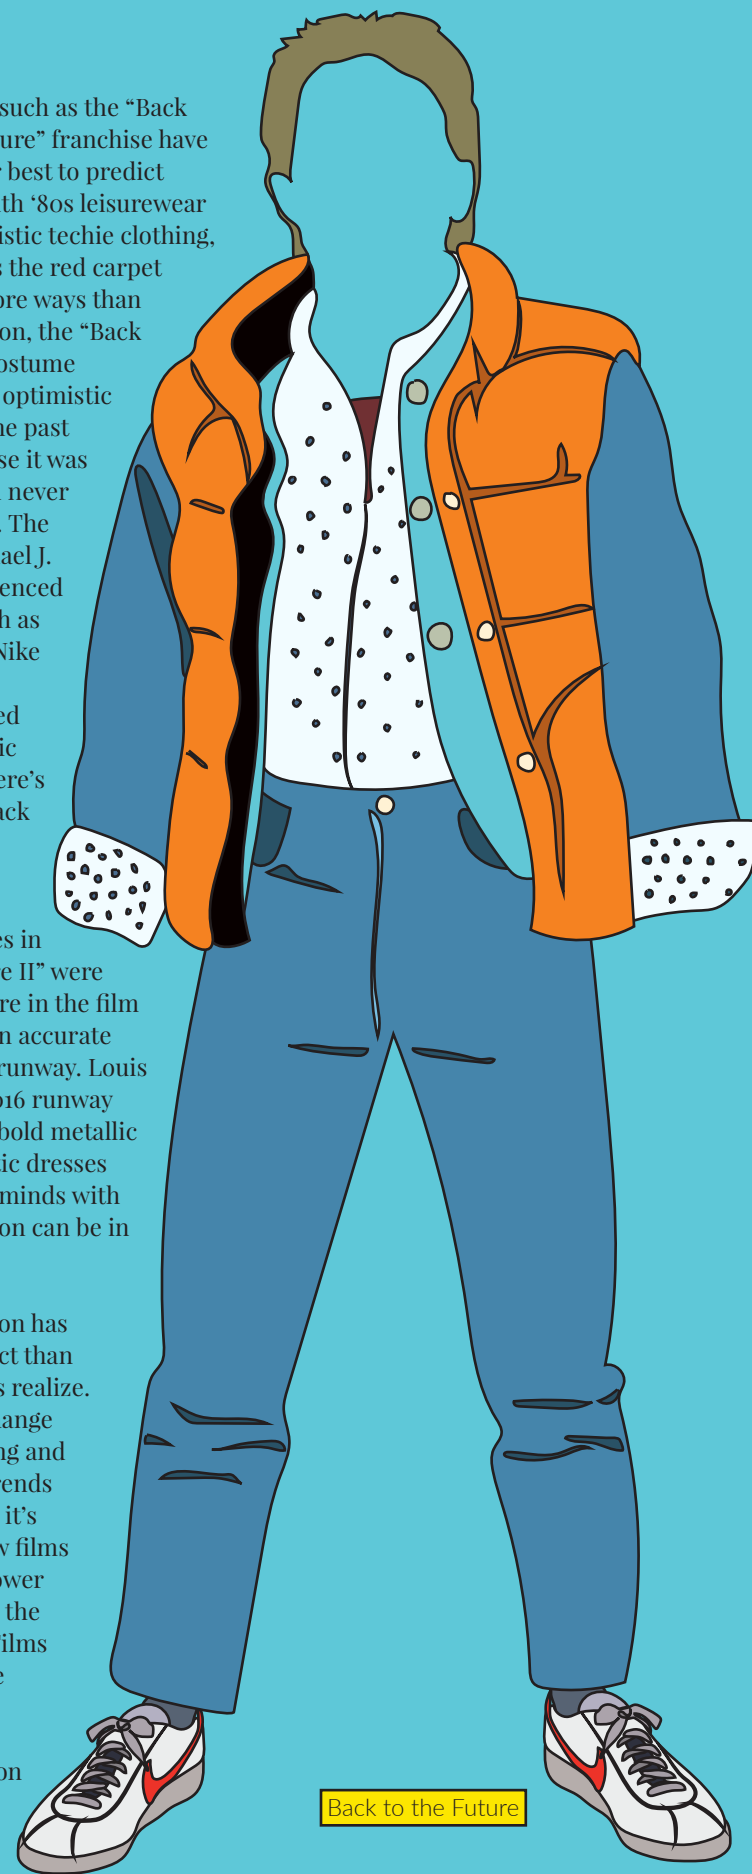 such as the “Back
ure” franchise have
r best to predict
th ‘80s leisurewear
istic techie clothing,
s the red carpet
ore ways than
on, the “Back
ostume
optimistic
he past
se it was
never
. The
ael J.
enced
h as
Nike
ed
ic
ere’s
ack
es in
re II” were
re in the film
n accurate
runway. Louis
016 runway
bold metallic
tic dresses
minds with
on can be in
on has
ct than
s realize.
ange
ng and
rends
it’s
w films
ower
the
films
e
on
Back to the Future